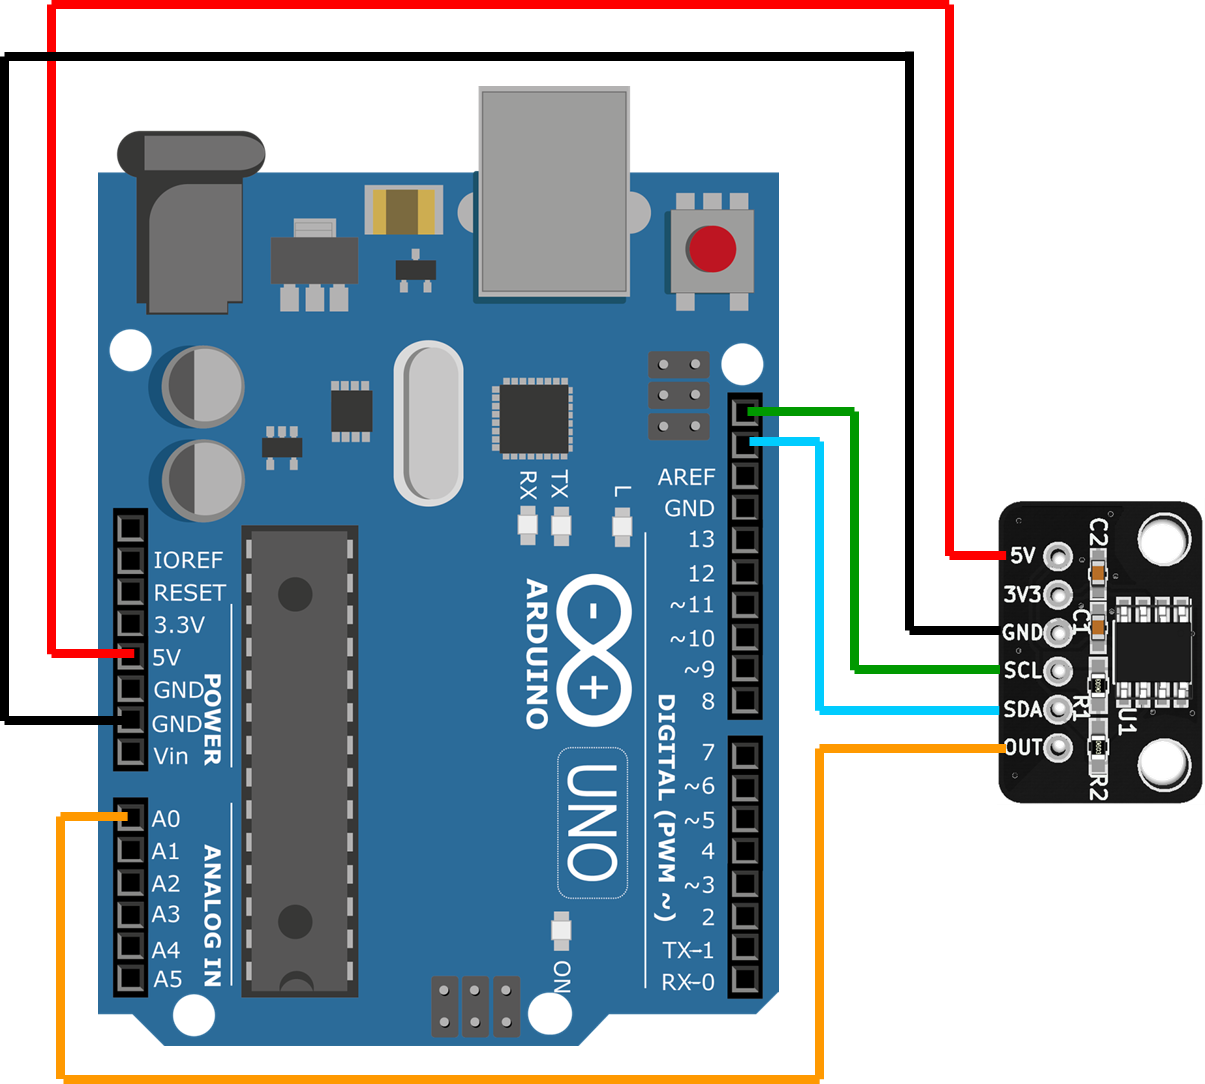 RX
TX
L
AREF
GND
13
12
~11
~10
~9
8
7
~6
~5
4
~3
2
TX-1
RX-0
DIGITAL (PWM ~)
IOREF
RESET
3.3V
5V
GND
GND
Vin
POWER
A0
A1
A2
A3
A4
A5
ANALOG IN
ARDUINO
UNO
ON
5V
3V3
GND
SCL
SDA
OUT
C2
C1
R1
U1
R2